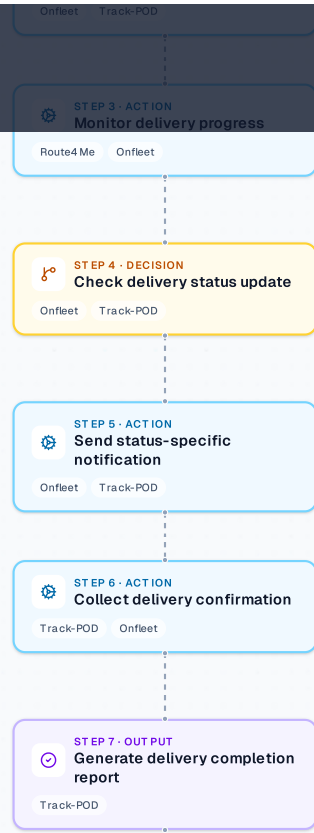 Onfleet Track-POD
STEP 3 · ACTION
Monitor delivery progress
Route4Me Onfleet
STEP 4 · DECISION
Check delivery status update
Onfleet Track-POD
STEP 5 · ACTION
Send status-specific
notification
Onfleet Track-POD
STEP 6 · ACTION
Collect delivery confirmation
Track-POD Onfleet
STEP 7 · OUTPUT
Generate delivery completion
report
Track-POD